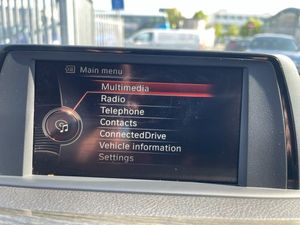 Main menu
Multimedia
Radio
Telephone
Contacts
ConnectedDrive
Vehicle information
Settings